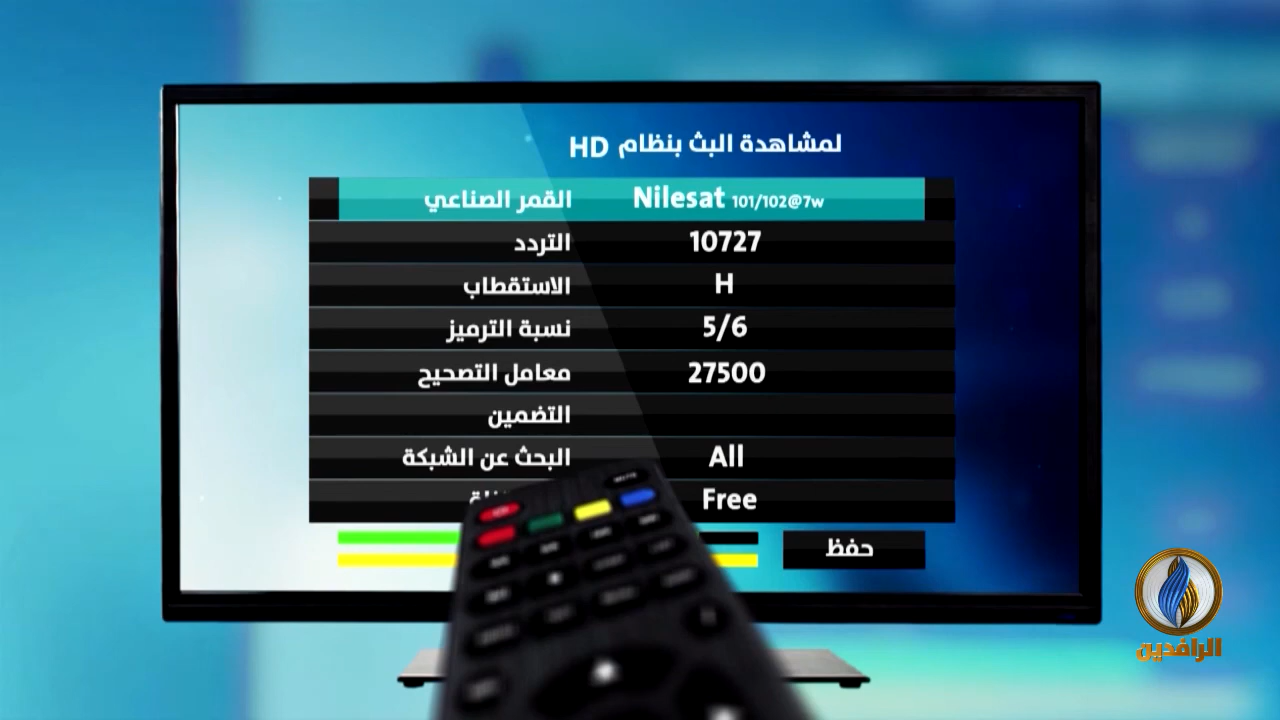 لمشاهدة البث بنظام HD
القمر الصناعي Nilesat 101/102@7w
التردد 10727
الاستقطاب H
نسبة الترميز 5/6
معامل التصحيح 27500
التضمين
البحث عن الشبكة All
Free
حفظ
الرافدين